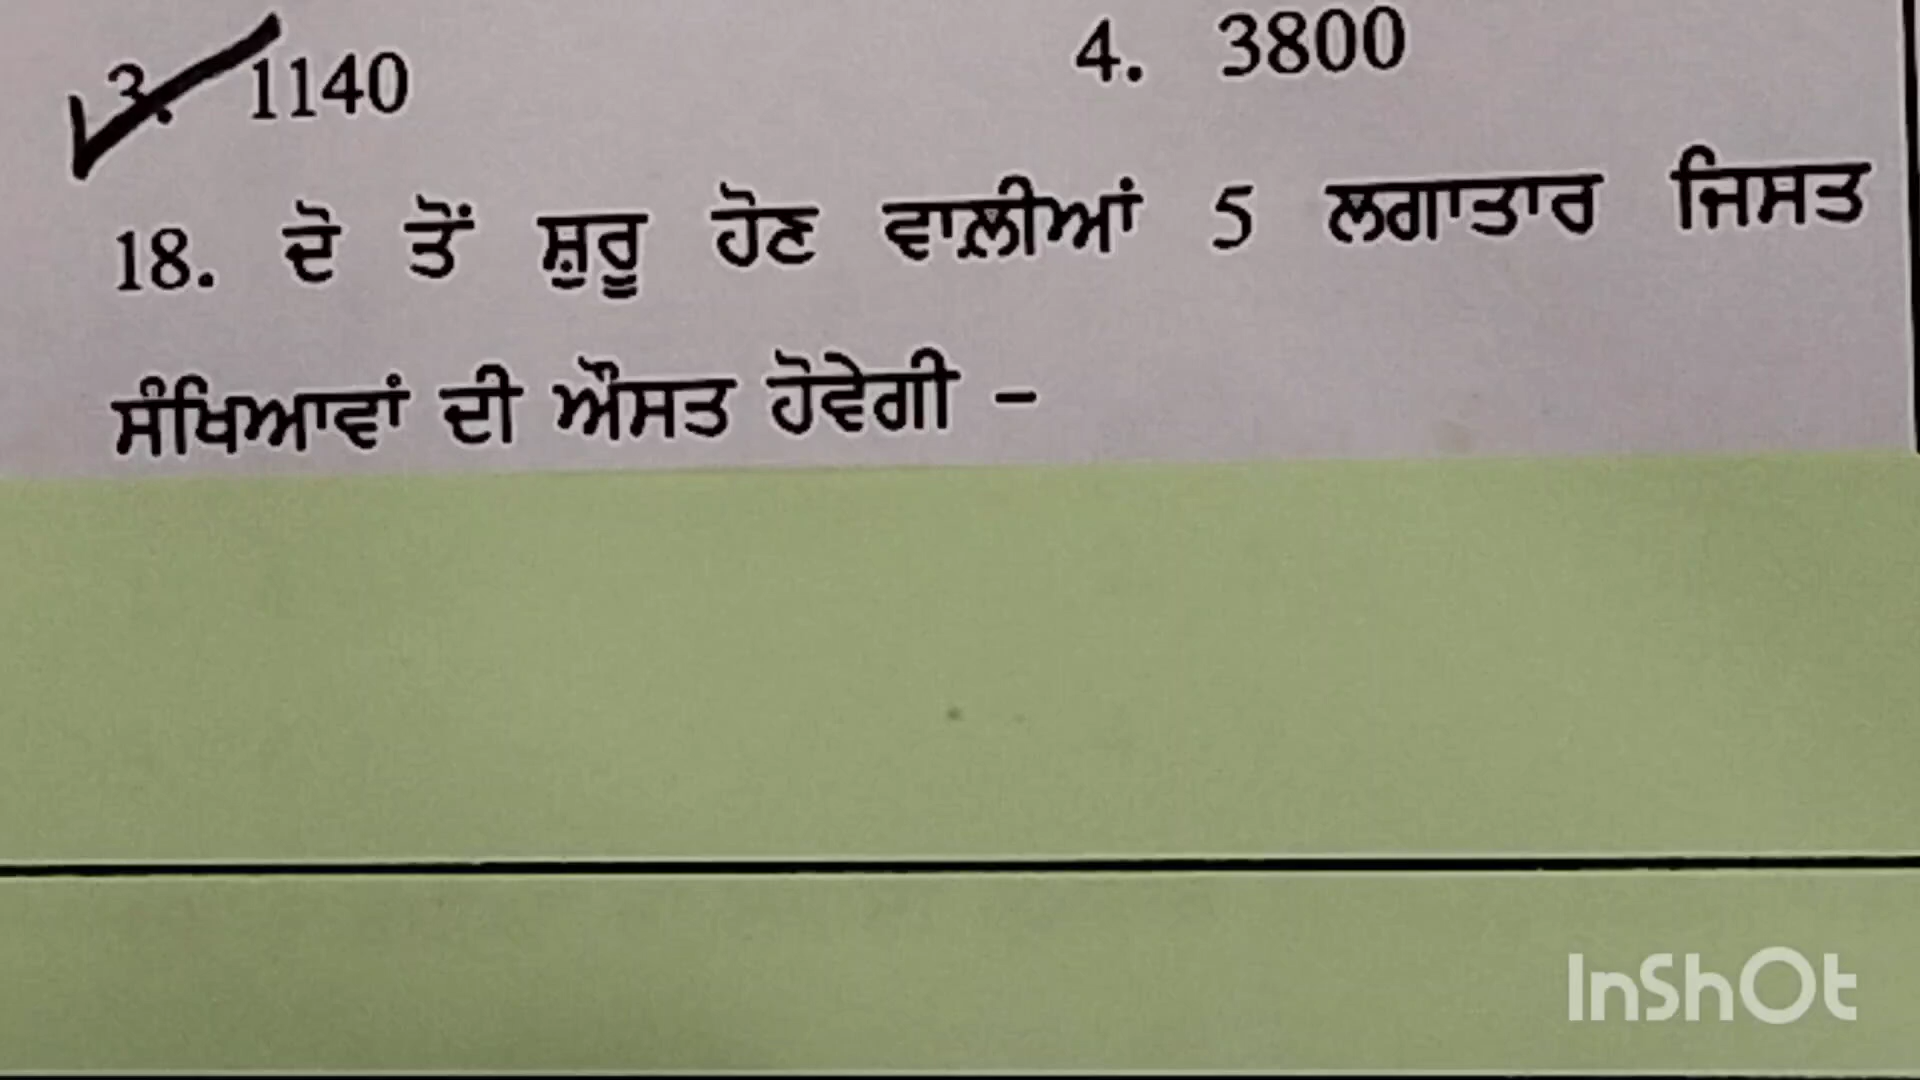 3. 1140 4. 3800
18. ਦੋ ਤੋਂ ਸ਼ੁਰੂ ਹੋਣ ਵਾਲ਼ੀਆਂ 5 ਲਗਾਤਾਰ ਜਿਸਤ
ਸੰਖਿਆਵਾਂ ਦੀ ਔਸਤ ਹੋਵੇਗੀ –
InShOt